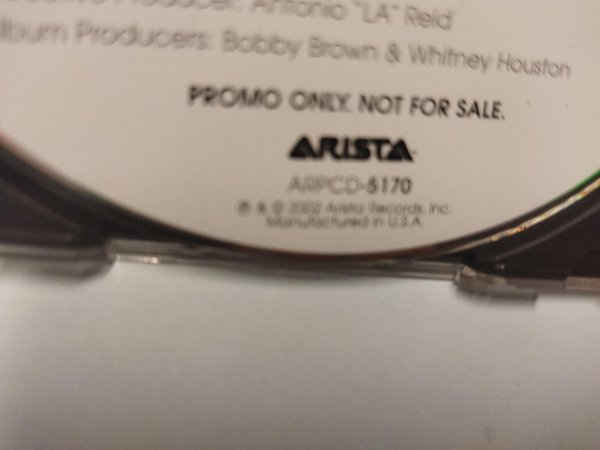 Producer: Antonio "LA" Reid
Album Producers: Bobby Brown & Whitney Houston
PROMO ONLY. NOT FOR SALE.
ARISTA
ARPCD-5170
℗ & © 2002 Arista Records, Inc.
Manufactured in U.S.A.